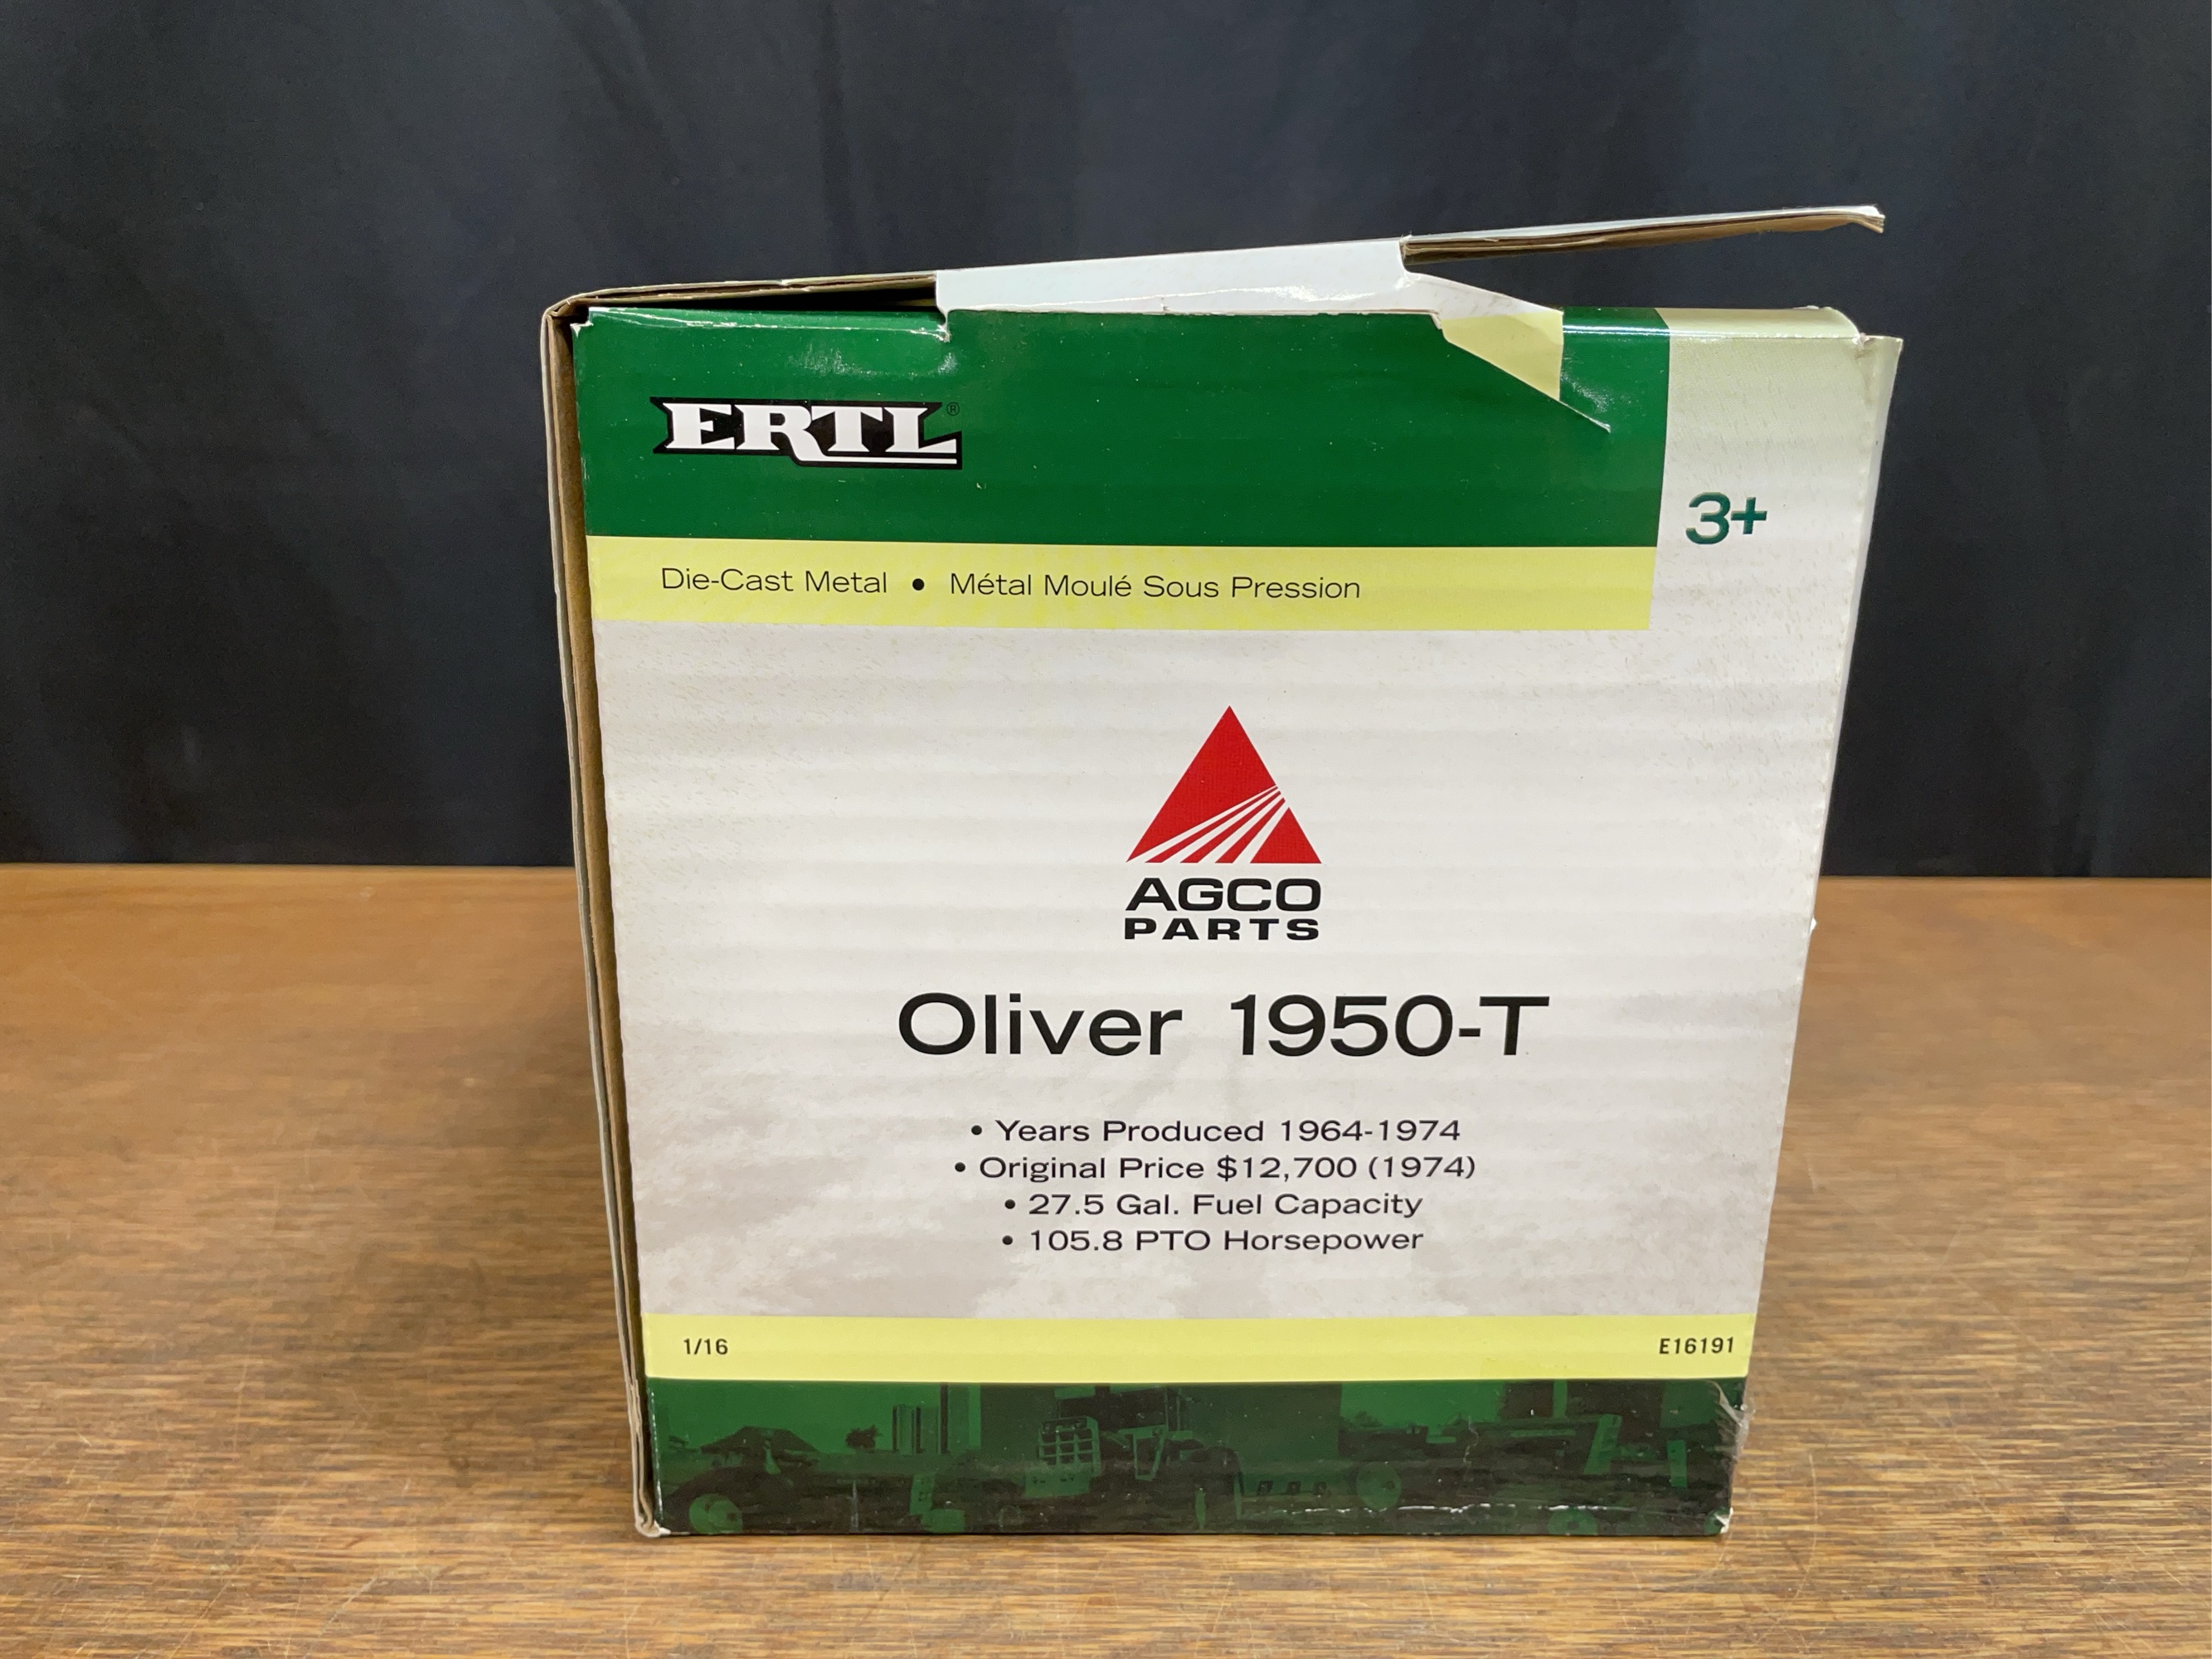 ERTL®
3+
Die-Cast Metal • Métal Moulé Sous Pression
AGCO
PARTS
Oliver 1950-T
• Years Produced 1964-1974
• Original Price $12,700 (1974)
• 27.5 Gal. Fuel Capacity
• 105.8 PTO Horsepower
1/16 E16191